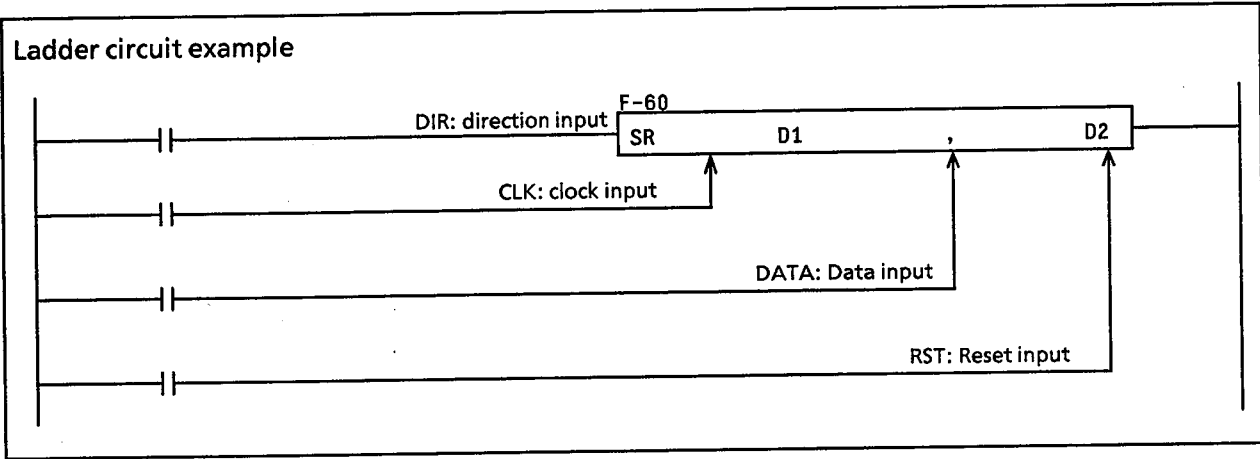 Ladder circuit example
F-60
DIR: direction input
SR D1 , D2
CLK: clock input
DATA: Data input
RST: Reset input